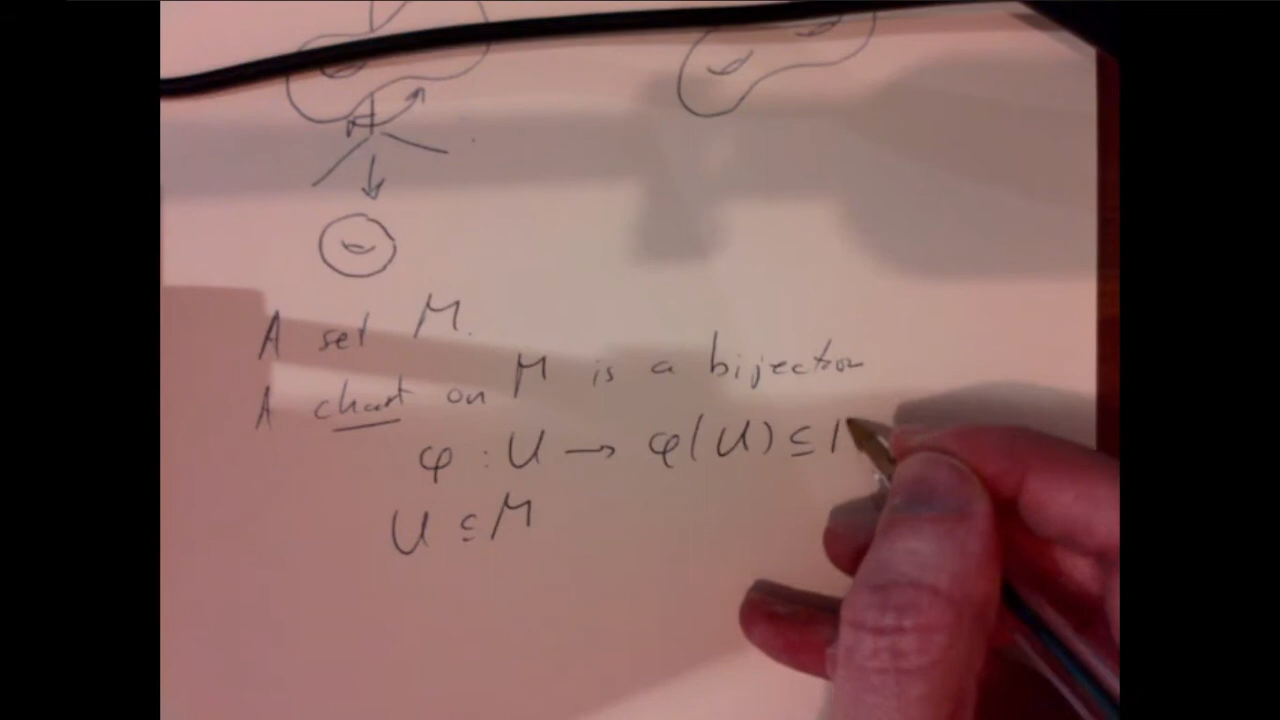 A set M.
A chart on M is a bijection
φ : U → φ(U) ⊆
U ⊆ M